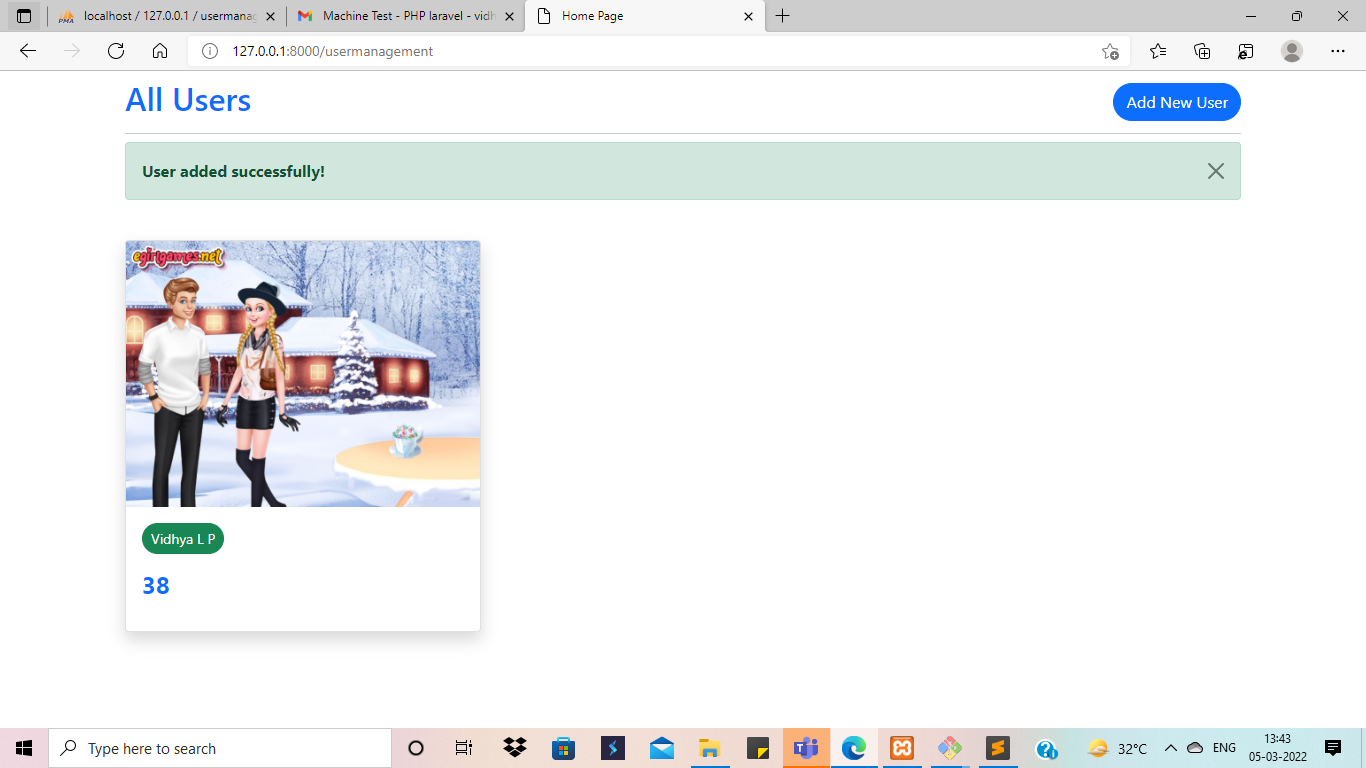 localhost / 127.0.0.1 / usermanag
Machine Test - PHP laravel - vidh
Home Page
127.0.0.1:8000/usermanagement
All Users
Add New User
User added successfully!
egirlgames.net
Vidhya L P
38
Type here to search
32°C
ENG
13:43
05-03-2022